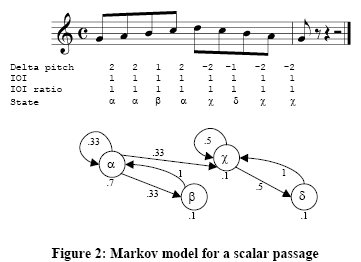 Delta pitch 2 2 1 2 -2 -1 -2 -2
IOI 1 1 1 1 1 1 1 1
IOI ratio 1 1 1 1 1 1 1 1
State α α β α χ δ χ χ
.33
.5
α
.33
χ
1
.7
1
.1
.33
.5
β
δ
.1
.1
Figure 2: Markov model for a scalar passage